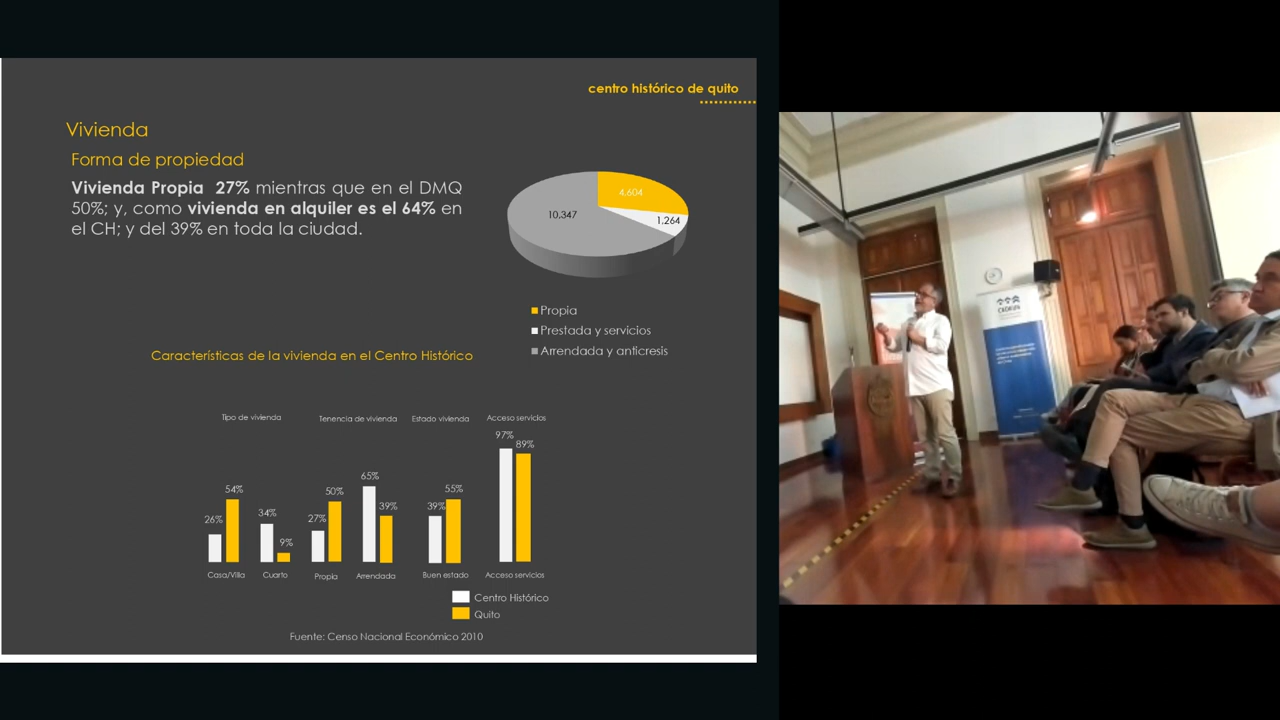 centro histórico de quito
Vivienda
Forma de propiedad
Vivienda Propia 27% mientras que en el DMQ
50%; y, como vivienda en alquiler es el 64% en
el CH; y del 39% en toda la ciudad.
4,604
1,264
10,347
Propia
Prestada y servicios
Arrendada y anticresis
Características de la vivienda en el Centro Histórico
Tipo de vivienda
Tenencia de vivienda
Estado vivienda
Acceso servicios
26%
54%
34%
9%
27%
50%
65%
39%
39%
55%
97%
89%
Casa/Villa
Cuarto
Propia
Arrendada
Buen estado
Acceso servicios
Centro Histórico
Quito
Fuente: Censo Nacional Económico 2010